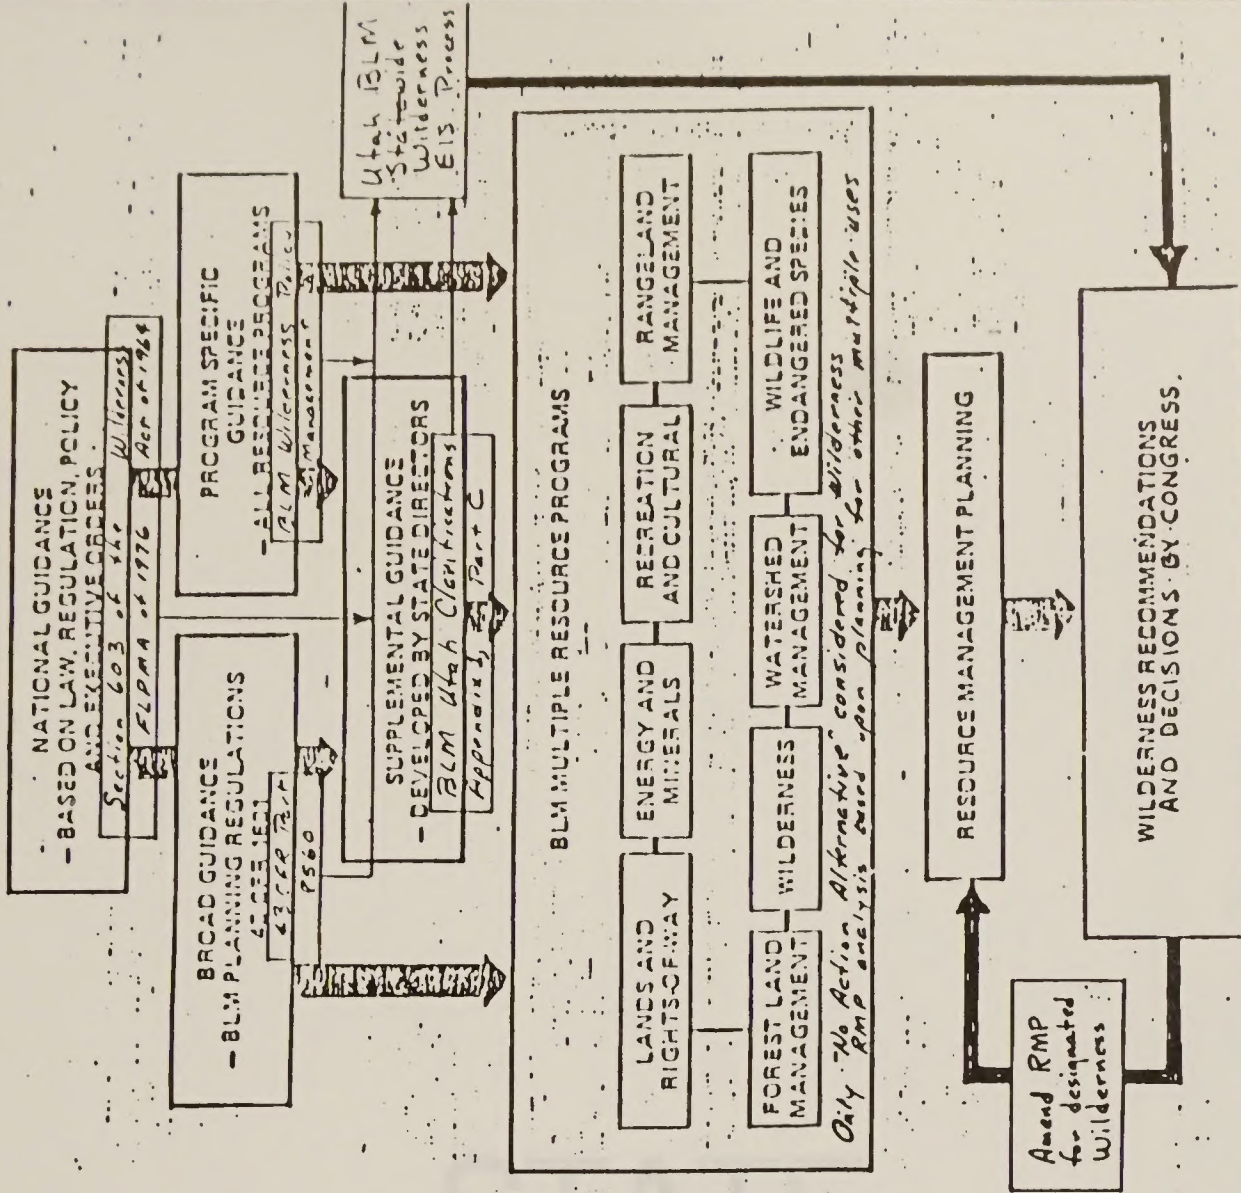 NATIONAL GUIDANCE
– BASED ON LAW, REGULATION, POLICY
AND EXECUTIVE ORDERS
Section 603 of the Wilderness
FLPMA of 1976 Act of 1964
BROAD GUIDANCE
– BLM PLANNING REGULATIONS
43 CFR 1601
43 CFR Part
8560
PROGRAM SPECIFIC
GUIDANCE
– ALL RESOURCE PROGRAMS
BLM Wilderness Policy
Management
SUPPLEMENTAL GUIDANCE
– DEVELOPED BY STATE DIRECTORS
BLM Utah Clarifications
Appendix 1, Part C
Utah BLM
Statewide
Wilderness
EIS Process
BLM MULTIPLE RESOURCE PROGRAMS
LANDS AND
RIGHTS-OF-WAY
ENERGY AND
MINERALS
RECREATION
AND CULTURAL
RANGELAND
MANAGEMENT
FOREST LAND
MANAGEMENT
WILDERNESS
WATERSHED
MANAGEMENT
WILDLIFE AND
ENDANGERED SPECIES
Only "No Action Alternative" considered for Wilderness
RMP analysis based upon planning for other multiple uses
RESOURCE MANAGEMENT PLANNING
WILDERNESS RECOMMENDATIONS
AND DECISIONS BY CONGRESS.
Amend RMP
for designated
Wilderness